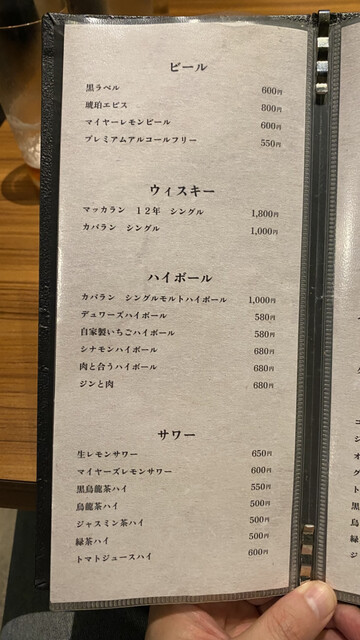 ビール
黒ラベル 600円
琥珀ヱビス 800円
マイヤーレモンビール 600円
プレミアムアルコールフリー 550円
ウィスキー
マッカラン 12年 シングル 1,800円
カバラン シングル 1,000円
ハイボール
カバラン シングルモルトハイボール 1,000円
デュワーズハイボール 580円
自家製いちごハイボール 580円
シナモンハイボール 680円
肉と合うハイボール 680円
ジンと肉 680円
サワー
生レモンサワー 650円
マイヤーズレモンサワー 600円
黒烏龍茶ハイ 550円
烏龍茶ハイ 500円
ジャスミン茶ハイ 500円
緑茶ハイ 500円
トマトジュースハイ 600円